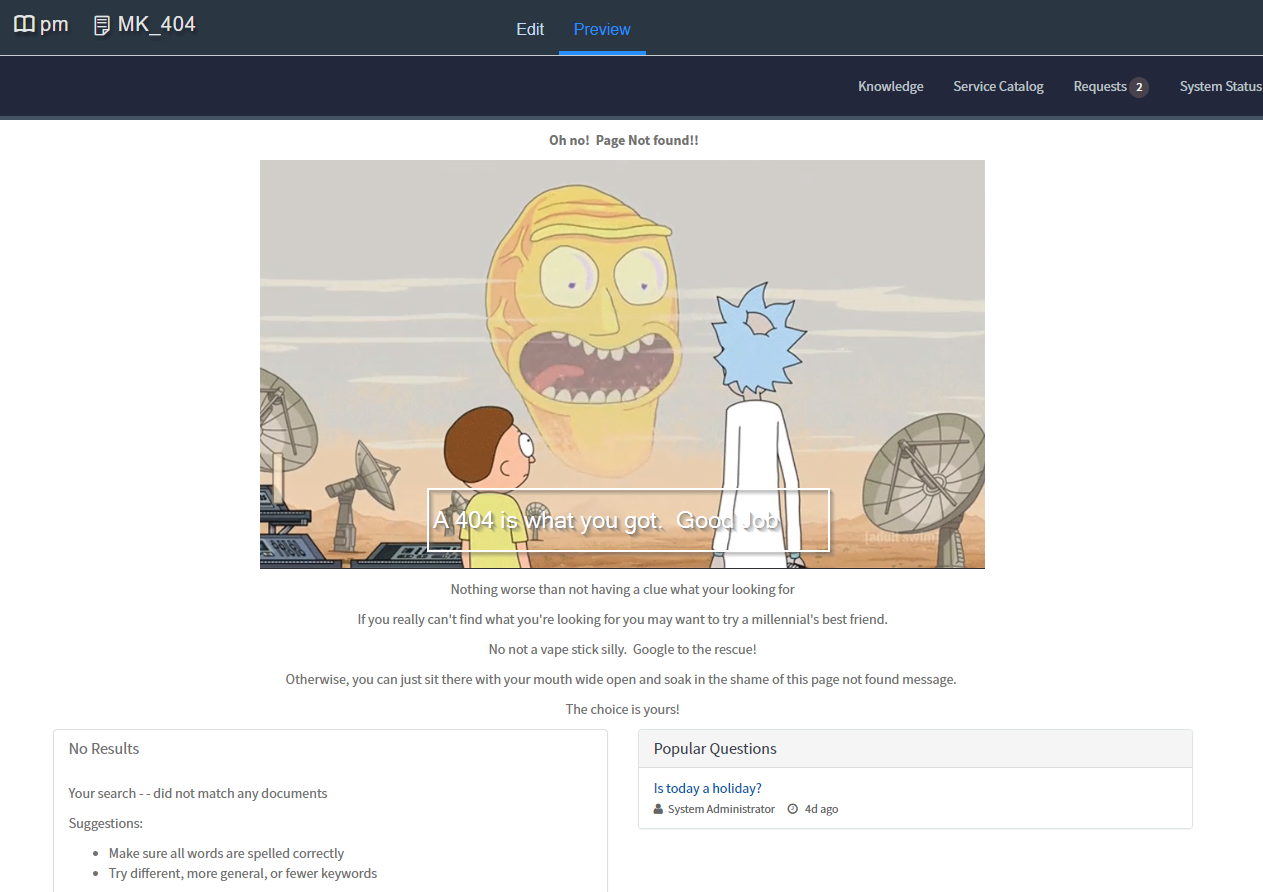 pm MK_404 Edit Preview
Knowledge Service Catalog Requests 2 System Status
Oh no!  Page Not found!!
A 404 is what you got.  Good Job
[adult swim]
Nothing worse than not having a clue what your looking for
If you really can't find what you're looking for you may want to try a millennial's best friend.
No not a vape stick silly.  Google to the rescue!
Otherwise, you can just sit there with your mouth wide open and soak in the shame of this page not found message.
The choice is yours!
No Results
Your search - - did not match any documents
Suggestions:
Make sure all words are spelled correctly
Try different, more general, or fewer keywords
Popular Questions
Is today a holiday?
System Administrator 4d ago